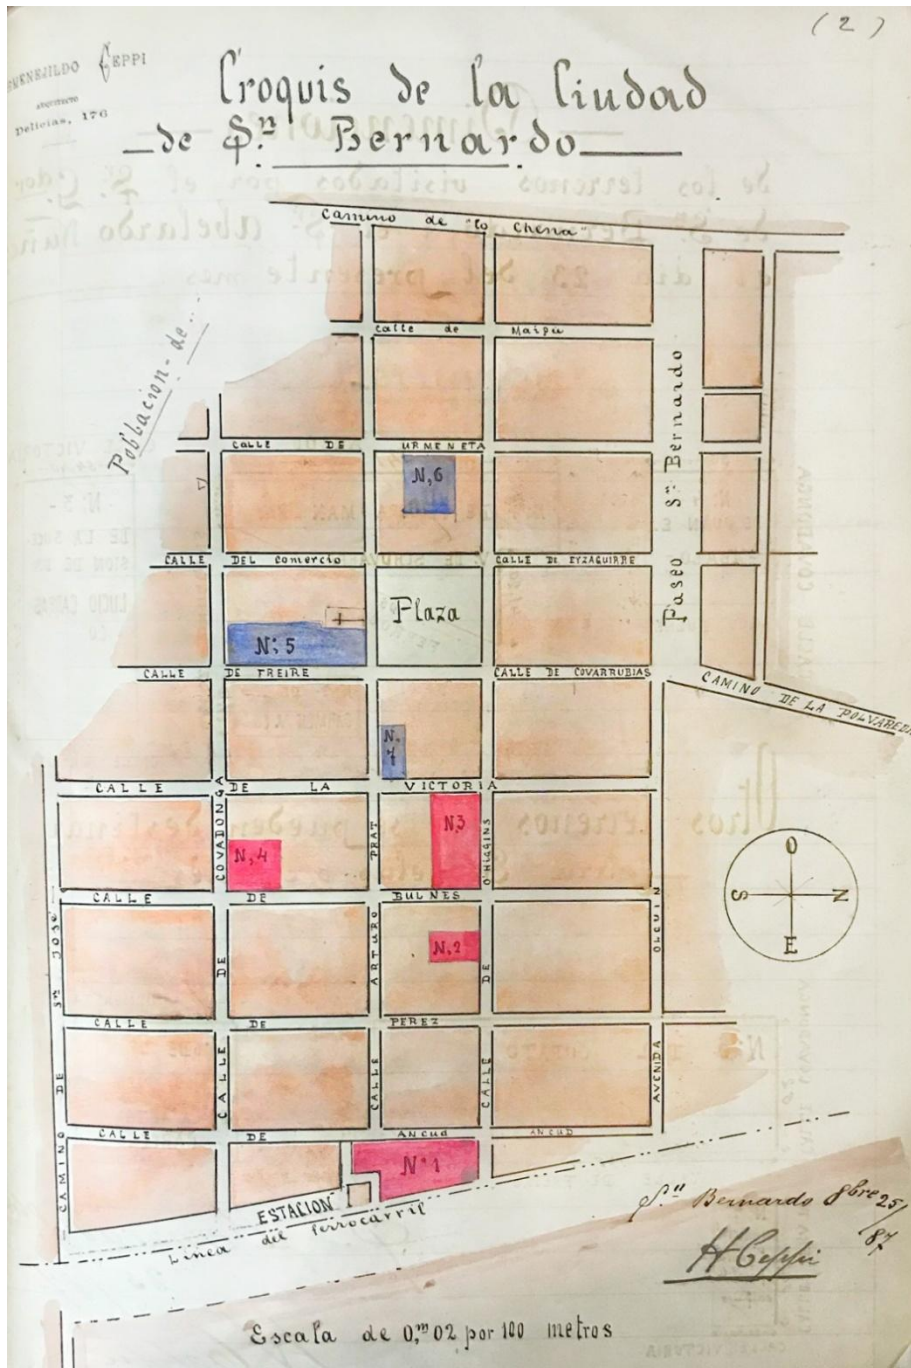 ( 2 )
CEPPI
ARQUITECTO
Delicias, 176
Croquis de la Ciudad
de Sn. Bernardo
Camino de "lo Chena"
Calle de Maipu
Poblacion de...
Paseo Sn. Bernardo
CALLE DE URMENETA
N,6
CALLE DEL Comercio
CALLE DE EYZAGUIRRE
Plaza
N: 5
CALLE DE FREIRE
CALLE DE COVARRUBIAS
CAMINO DE LA POLVAREDA
N. 7
CALLE DE LA VICTORIA
N,3
N, 4
CALLE DE BULNES
N,2
CALLE DE PEREZ
CALLE DE COVADONGA
CALLE ARTURO PRAT
CALLE DE O'HIGGINS
AVENIDA OLGUIN
CAMINO DE Sn. JOSÉ
O
S
N
E
CALLE DE ANCUD
ANCUD
N: 1
ESTACION
Linea del ferrocarril
Sn. Bernardo 8bre 25/87
HCeppi
Escala de 0,m 02 por 100 metros